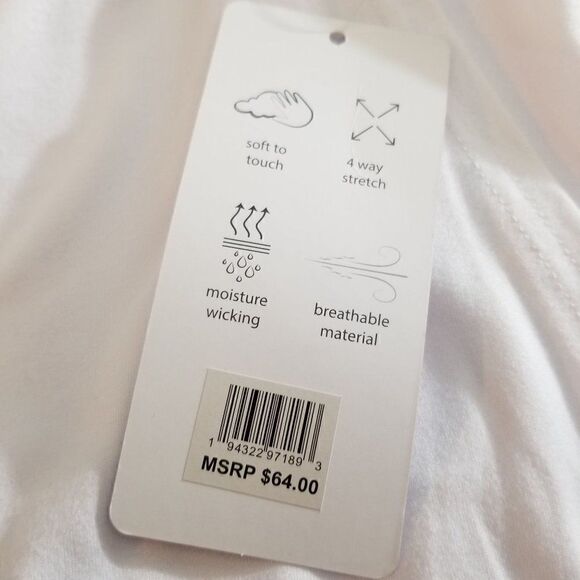 soft to
touch
4 way
stretch
moisture
wicking
breathable
material
1 94322 97189 3
MSRP $64.00